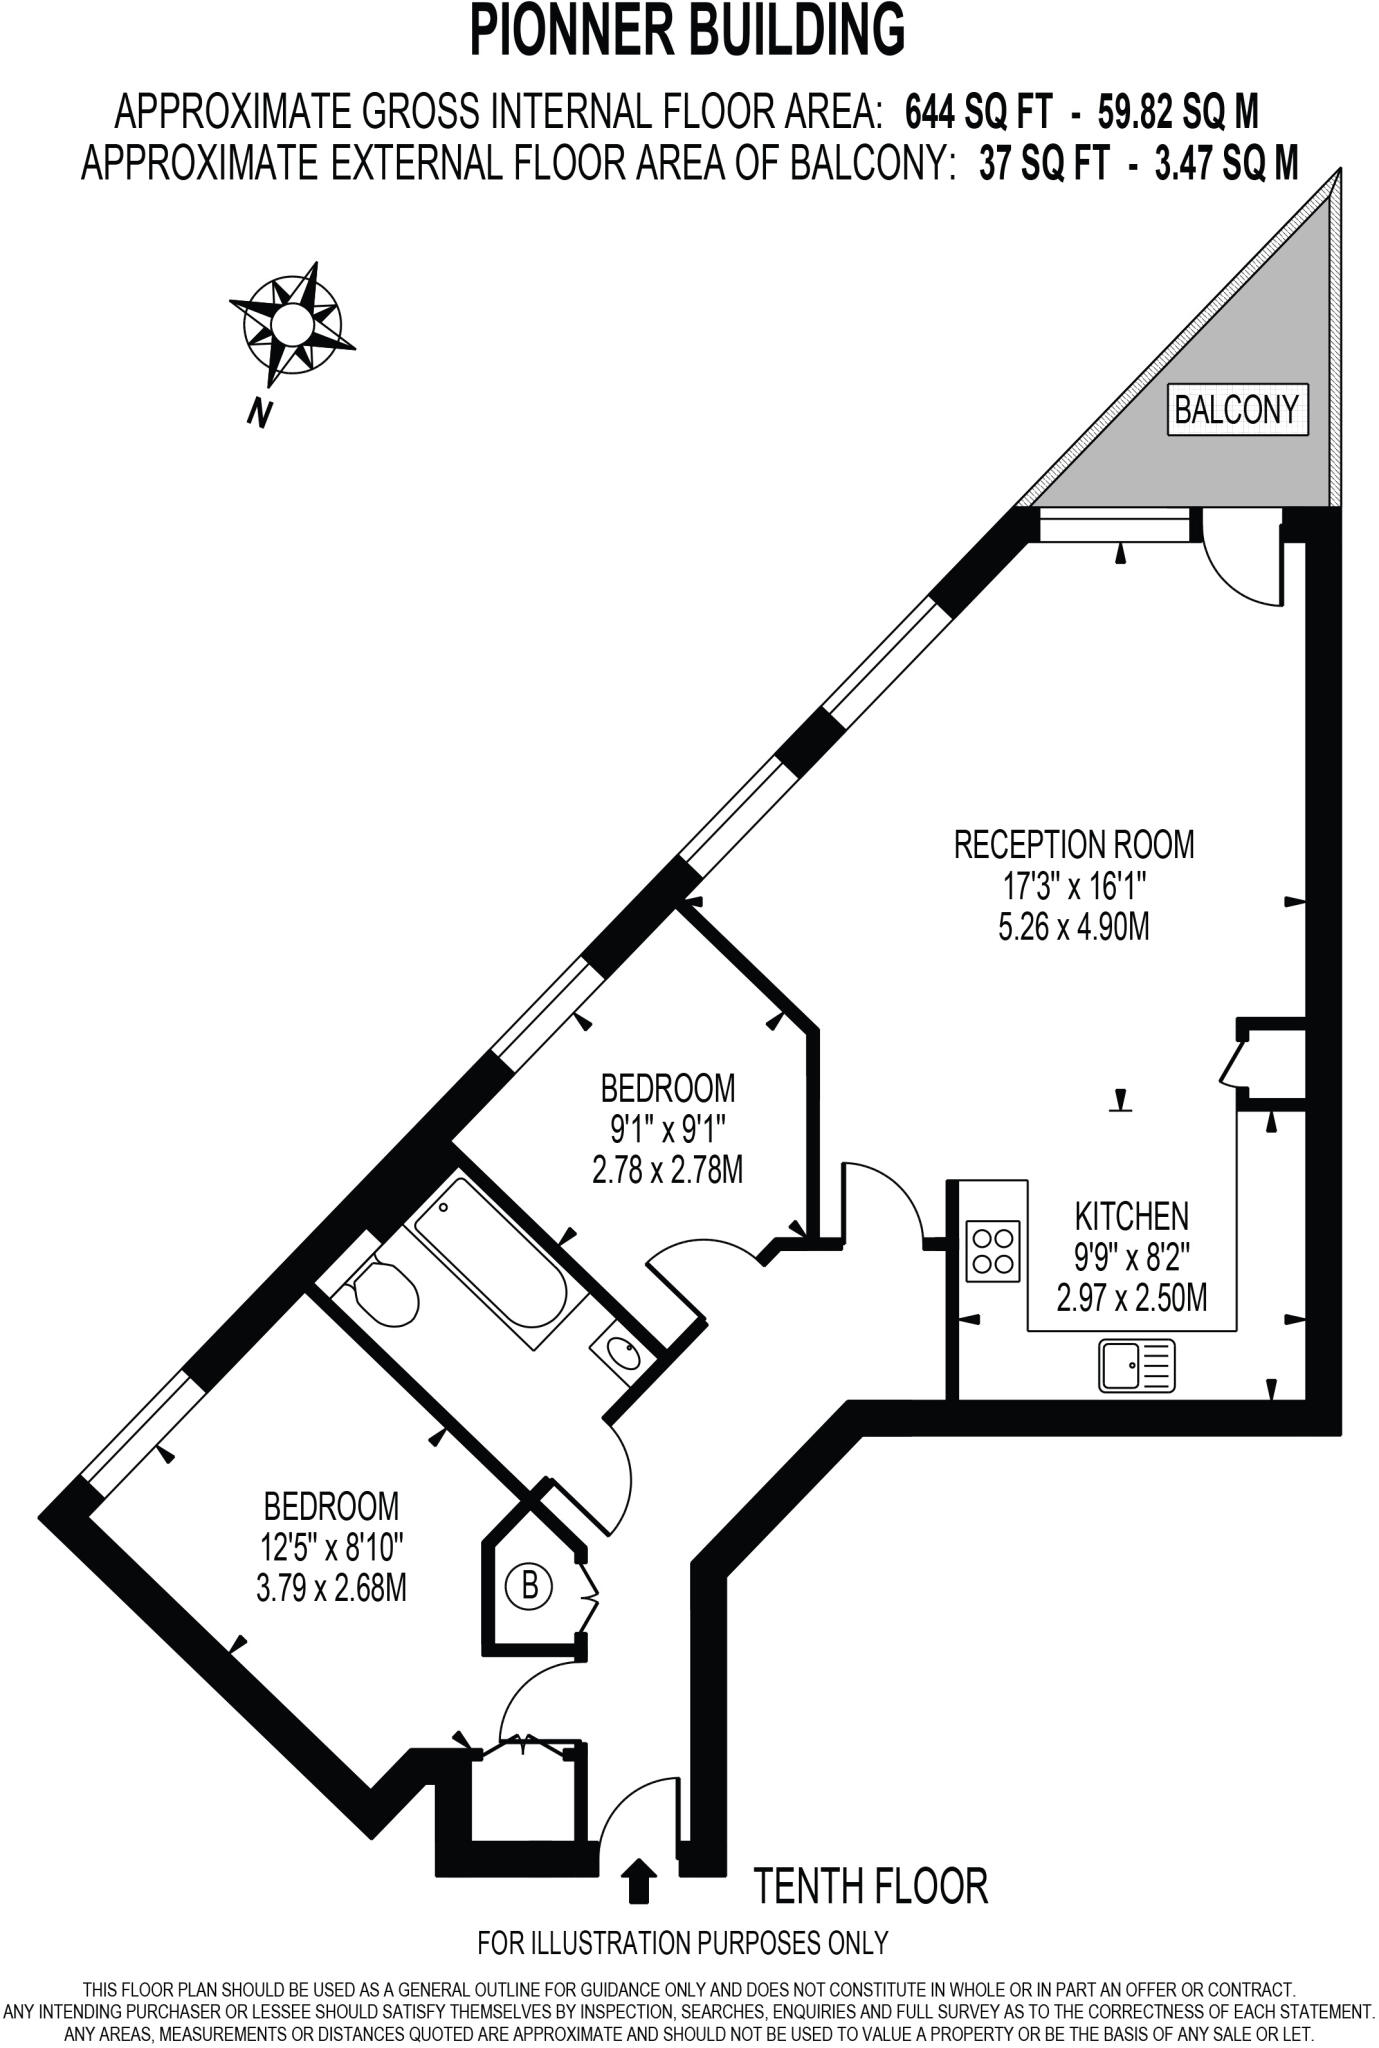 PIONNER BUILDING
APPROXIMATE GROSS INTERNAL FLOOR AREA: 644 SQ FT - 59.82 SQ M
APPROXIMATE EXTERNAL FLOOR AREA OF BALCONY: 37 SQ FT - 3.47 SQ M
N
BALCONY
RECEPTION ROOM
17'3" x 16'1"
5.26 x 4.90M
BEDROOM
9'1" x 9'1"
2.78 x 2.78M
KITCHEN
9'9" x 8'2"
2.97 x 2.50M
BEDROOM
12'5" x 8'10"
3.79 x 2.68M
B
TENTH FLOOR
FOR ILLUSTRATION PURPOSES ONLY
THIS FLOOR PLAN SHOULD BE USED AS A GENERAL OUTLINE FOR GUIDANCE ONLY AND DOES NOT CONSTITUTE IN WHOLE OR IN PART AN OFFER OR CONTRACT.
ANY INTENDING PURCHASER OR LESSEE SHOULD SATISFY THEMSELVES BY INSPECTION, SEARCHES, ENQUIRIES AND FULL SURVEY AS TO THE CORRECTNESS OF EACH STATEMENT.
ANY AREAS, MEASUREMENTS OR DISTANCES QUOTED ARE APPROXIMATE AND SHOULD NOT BE USED TO VALUE A PROPERTY OR BE THE BASIS OF ANY SALE OR LET.